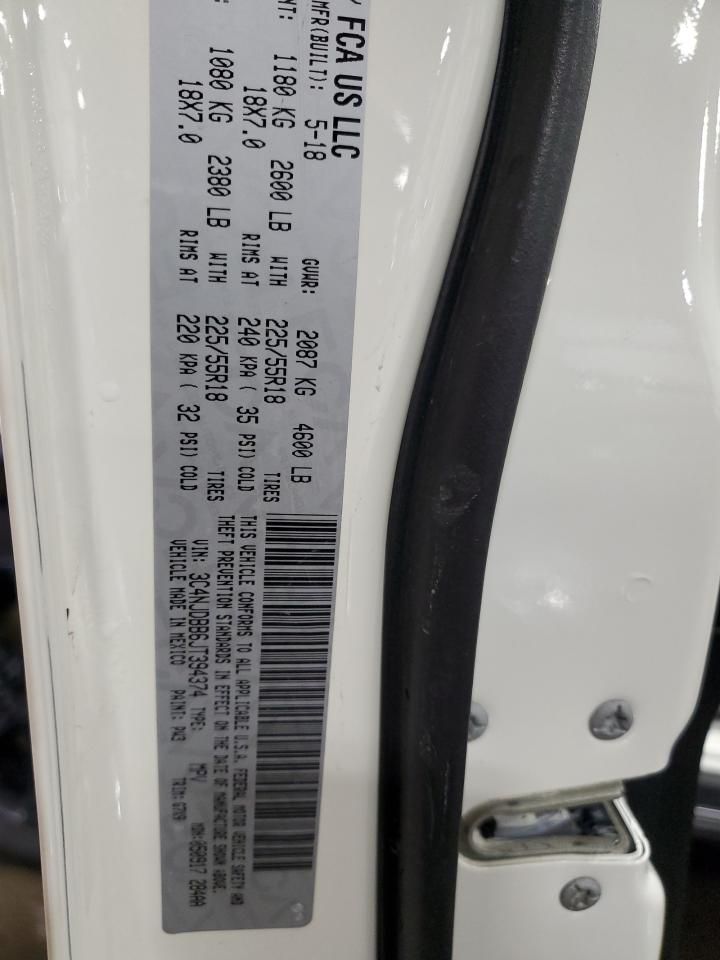 FCA US LLC
MFR(BUILT): 5-18 GVWR: 2087 KG 4600 LB
1180 KG 2600 LB WITH 225/55R18 TIRES
18X7.0 RIMS AT 240 KPA ( 35 PSI) COLD
1080 KG 2380 LB WITH 225/55R18 TIRES
18X7.0 RIMS AT 220 KPA ( 32 PSI) COLD
THIS VEHICLE CONFORMS TO ALL APPLICABLE U.S.A. FEDERAL MOTOR VEHICLE SAFETY AND
THEFT PREVENTION STANDARDS IN EFFECT ON THE DATE OF MANUFACTURE SHOWN ABOVE.
VIN: 3C4NJDBB6JT394374 TYPE: MPV MDH:050917 284AA
VEHICLE MADE IN MEXICO PAINT: PW3 TRIM: